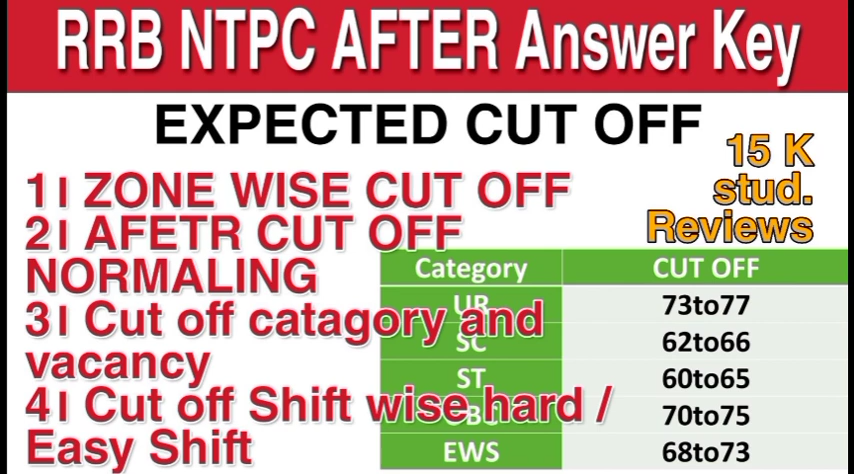 RRB NTPC AFTER Answer Key
EXPECTED CUT OFF
15 K
stud.
Reviews
1। ZONE WISE CUT OFF
2। AFETR CUT OFF
NORMALING
3। Cut off catagory and
vacancy
4। Cut off Shift wise hard /
Easy Shift
Category CUT OFF
UR 73to77
SC 62to66
ST 60to65
OBC 70to75
EWS 68to73